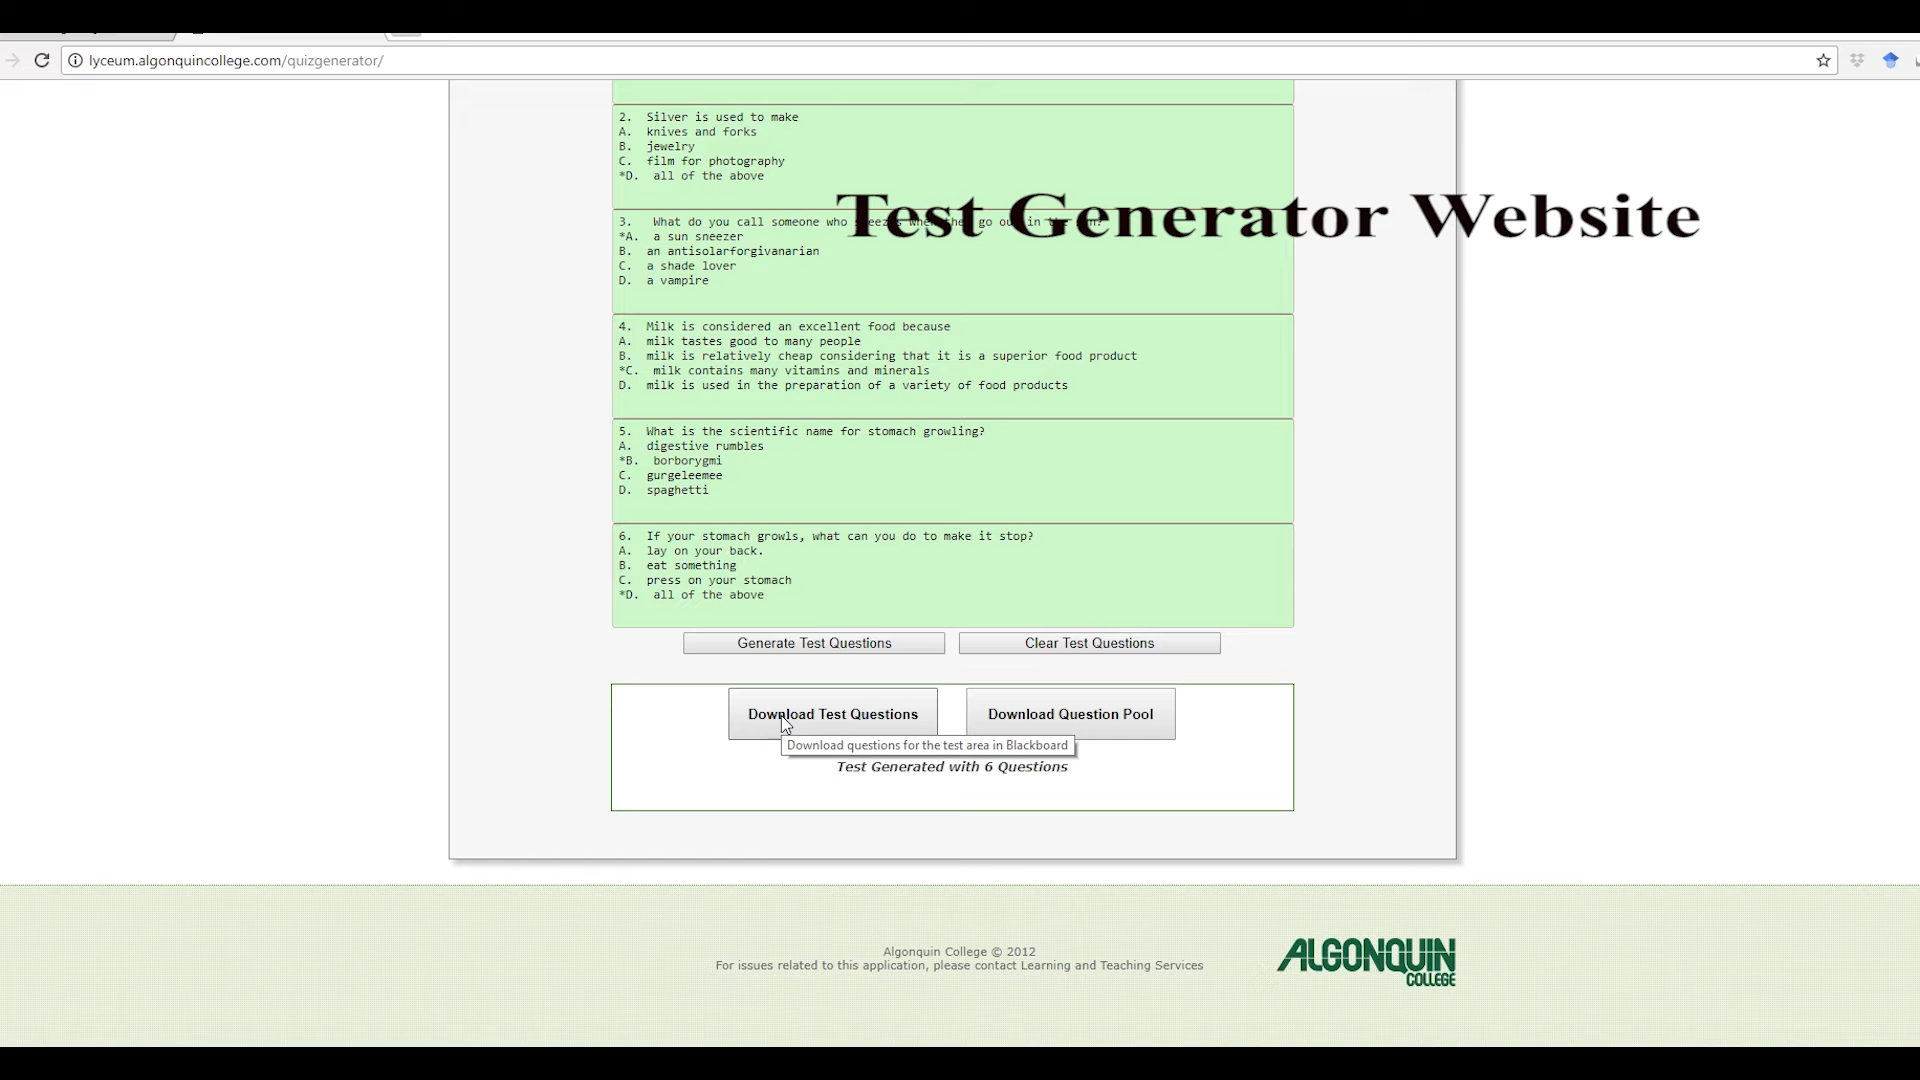 lyceum.algonquincollege.com/quizgenerator/
2. Silver is used to make
A. knives and forks
B. jewelry
C. film for photography
*D. all of the above
Test Generator Website
3. What do you call someone who sneezes when they go out in the sun?
*A. a sun sneezer
B. an antisolarforgivanarian
C. a shade lover
D. a vampire
4. Milk is considered an excellent food because
A. milk tastes good to many people
B. milk is relatively cheap considering that it is a superior food product
*C. milk contains many vitamins and minerals
D. milk is used in the preparation of a variety of food products
5. What is the scientific name for stomach growling?
A. digestive rumbles
*B. borborygmi
C. gurgeleemee
D. spaghetti
6. If your stomach growls, what can you do to make it stop?
A. lay on your back.
B. eat something
C. press on your stomach
*D. all of the above
Generate Test Questions Clear Test Questions
Download Test Questions Download Question Pool
Download questions for the test area in Blackboard
Test Generated with 6 Questions
Algonquin College © 2012
For issues related to this application, please contact Learning and Teaching Services
ALGONQUIN
COLLEGE